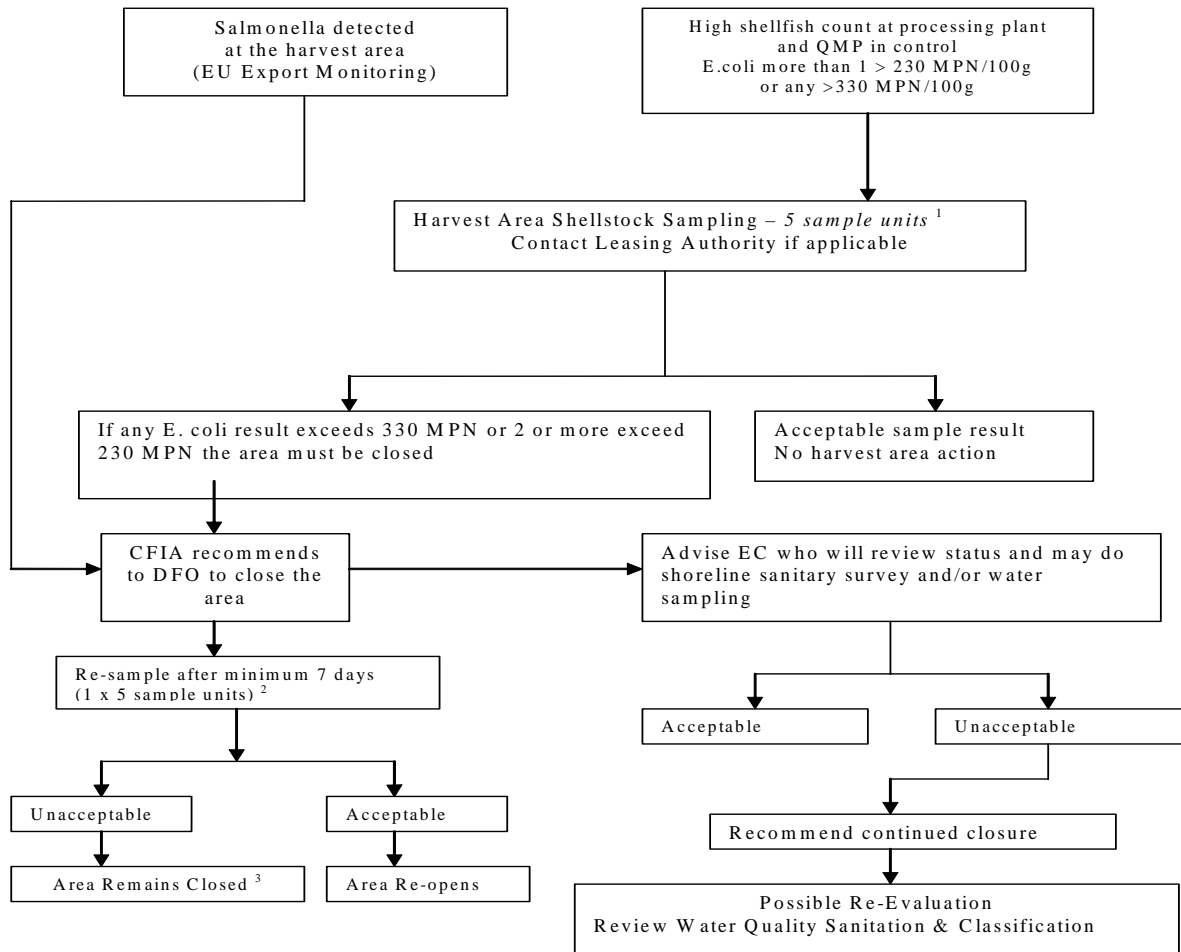 Salmonella detected
at the harvest area
(EU Export Monitoring)
High shellfish count at processing plant
and QMP in control
E.coli more than 1 > 230 MPN/100g
or any >330 MPN/100g
Harvest Area Shellstock Sampling – 5 sample units 1
Contact Leasing Authority if applicable
If any E. coli result exceeds 330 MPN or 2 or more exceed
230 MPN the area must be closed
Acceptable sample result
No harvest area action
CFIA recommends
to DFO to close the
area
Advise EC who will review status and may do
shoreline sanitary survey and/or water
sampling
Re-sample after minimum 7 days
(1 x 5 sample units) 2
Acceptable
Unacceptable
Unacceptable
Acceptable
Recommend continued closure
Area Remains Closed 3
Area Re-opens
Possible Re-Evaluation
Review Water Quality Sanitation & Classification